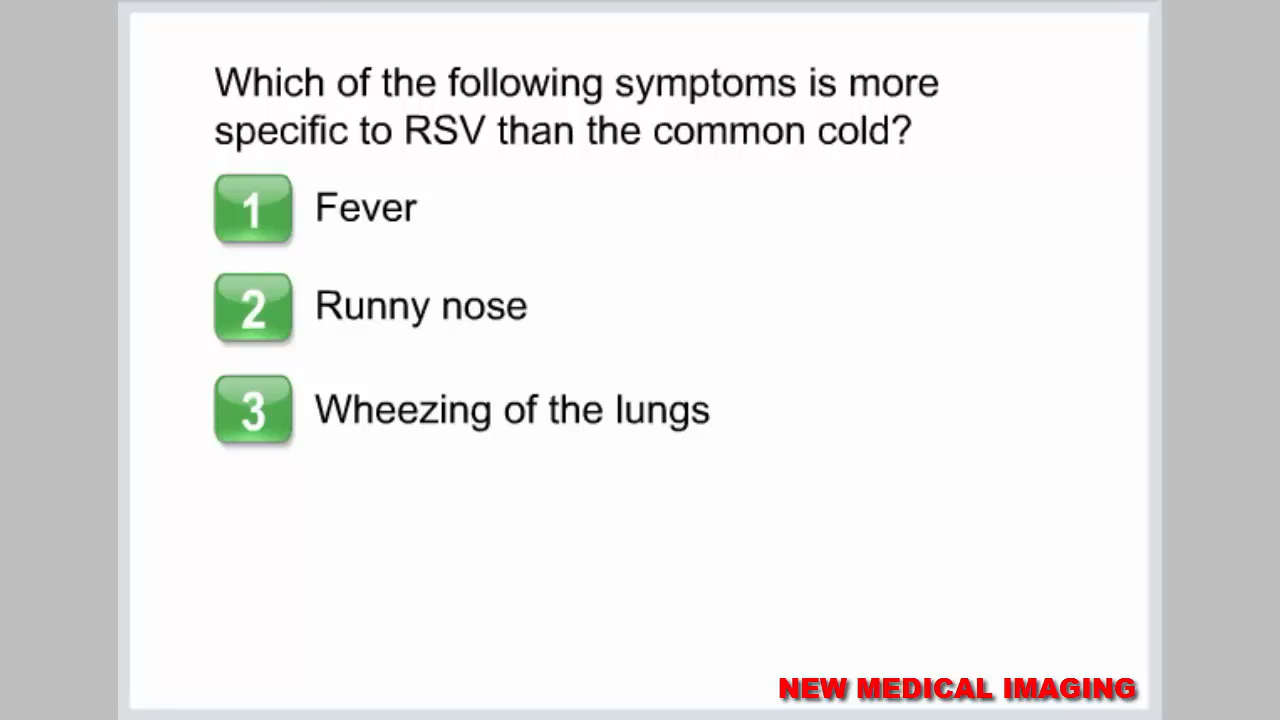 Which of the following symptoms is more
specific to RSV than the common cold?
1 Fever
2 Runny nose
3 Wheezing of the lungs
NEW MEDICAL IMAGING